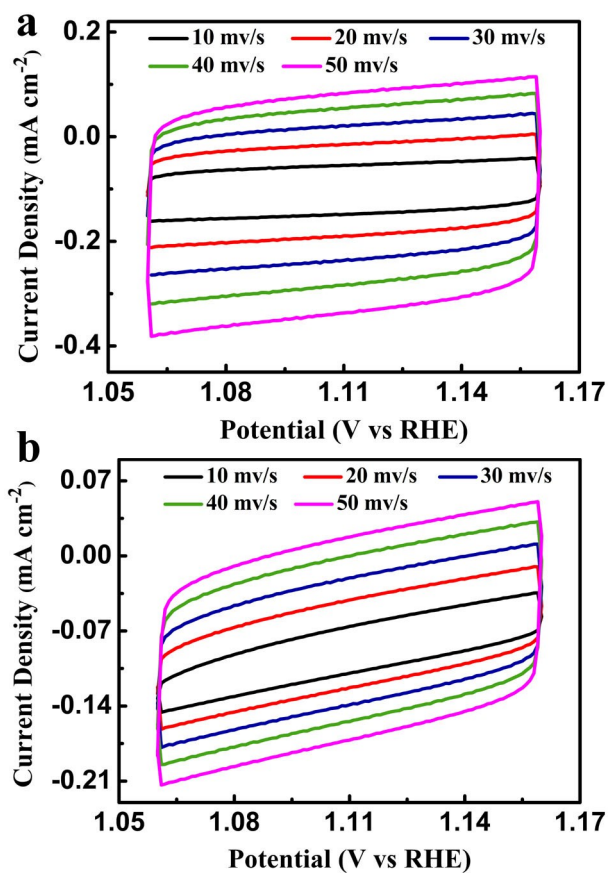 a
10 mv/s 20 mv/s 30 mv/s
40 mv/s 50 mv/s
0.2
0.0
-0.2
-0.4
Current Density (mA cm-2)
1.05 1.08 1.11 1.14 1.17
Potential (V vs RHE)
b
10 mv/s 20 mv/s 30 mv/s
40 mv/s 50 mv/s
0.07
0.00
-0.07
-0.14
-0.21
Current Density (mA cm-2)
1.05 1.08 1.11 1.14 1.17
Potential (V vs RHE)